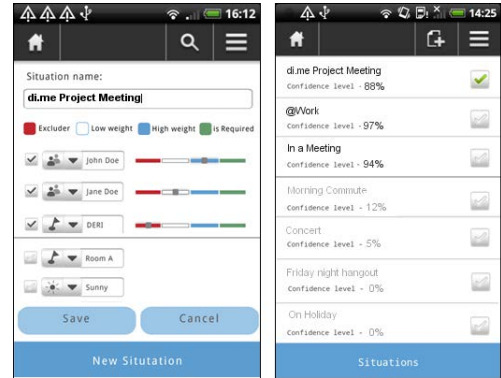 16:12
Situation name:
di.me Project Meeting
Excluder Low weight High weight is Required
John Doe
Jane Doe
DERI
Room A
Sunny
Save Cancel
New Situtation
14:25
di.me Project Meeting
Confidence level - 88%
@Work
Confidence level - 97%
In a Meeting
Confidence level - 94%
Morning Commute
Confidence level - 12%
Concert
Confidence level - 5%
Friday night hangout
Confidence level - 0%
On Holiday
Confidence level - 0%
Situations